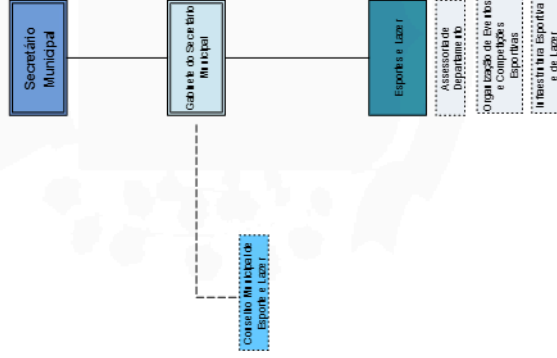 Secretário
Municipal
Gabinete do Secretário
Municipal
Esportes e Lazer
Assessoria de
Departamento
Organização de Eventos
e Competições
Esportivas
Infraestrutura Esportiva
e de Lazer
Conselho Municipal de
Esporte e Lazer